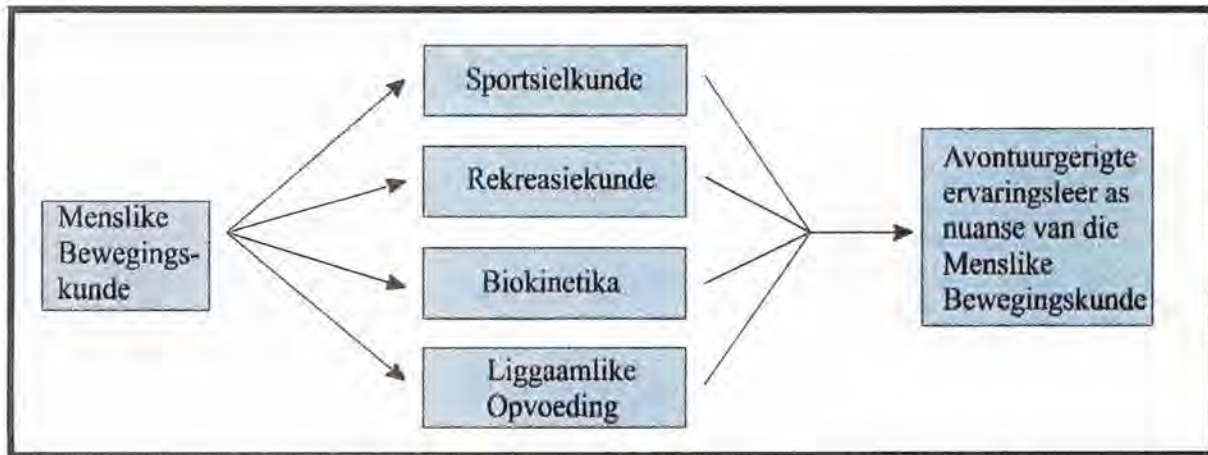 Menslike
Bewegings-
kunde
Sportsielkunde
Rekreasiekunde
Biokinetika
Liggaamlike
Opvoeding
Avontuurgerigte
ervaringsleer as
nuanse van die
Menslike
Bewegingskunde